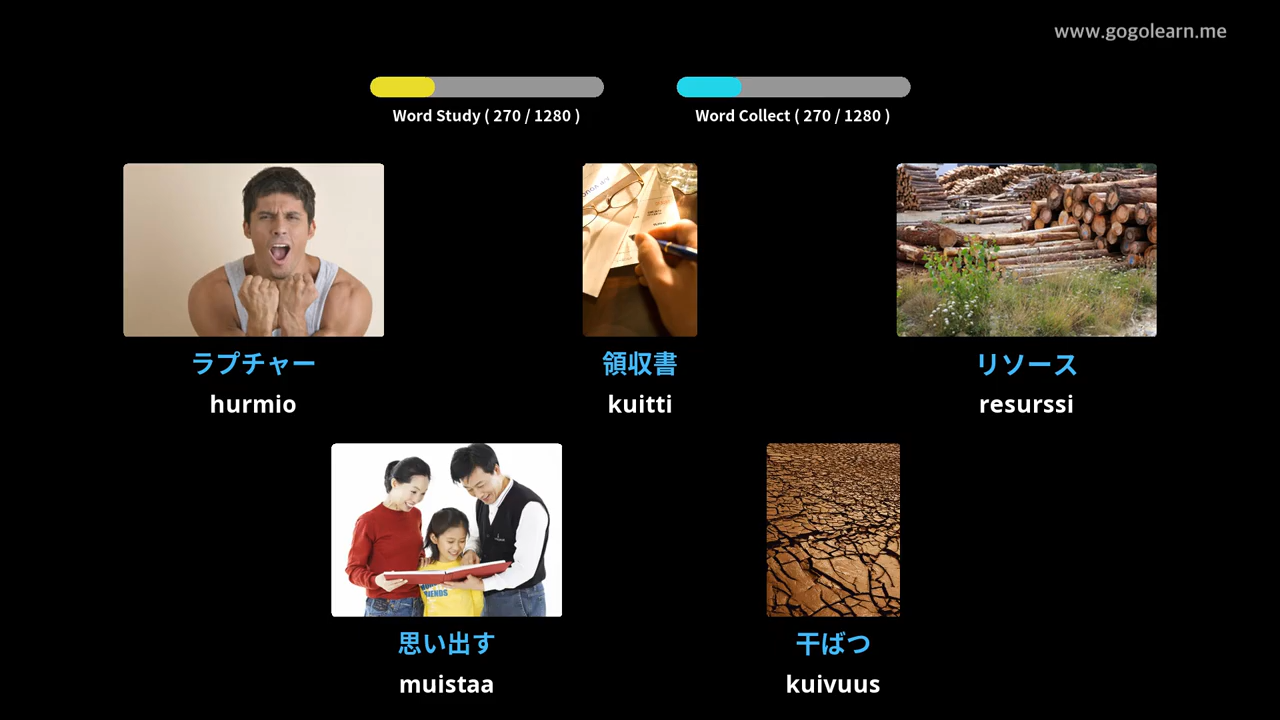 www.gogolearn.me
Word Study ( 270 / 1280 )
Word Collect ( 270 / 1280 )
ラプチャー
hurmio
領収書
kuitti
リソース
resurssi
思い出す
muistaa
干ばつ
kuivuus